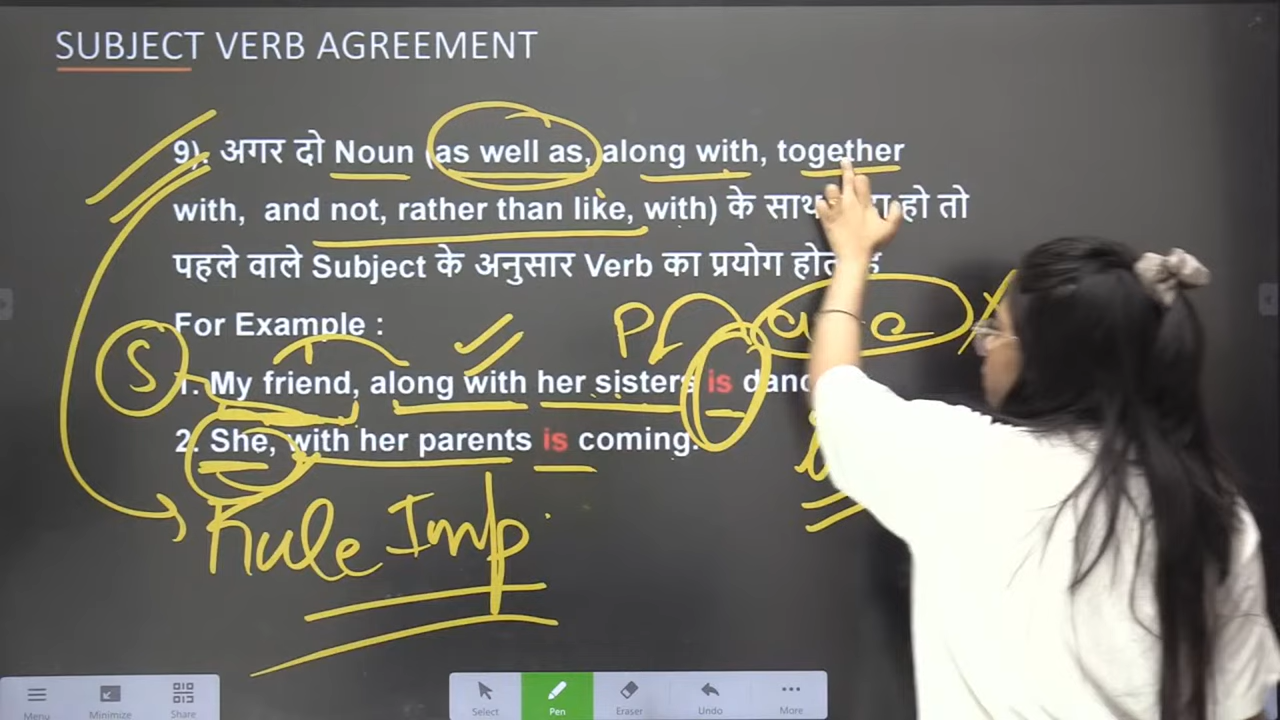 SUBJECT VERB AGREEMENT
9). अगर दो Noun (as well as, along with, together
with, and not, rather than like, with) के साथ हो तो
पहले वाले Subject के अनुसार Verb का प्रयोग
For Example :
P are
S
1. My friend, along with her sisters is
2. She, with her parents is coming.
Rule Imp.
Menu Minimize Share Select Pen Eraser Undo More